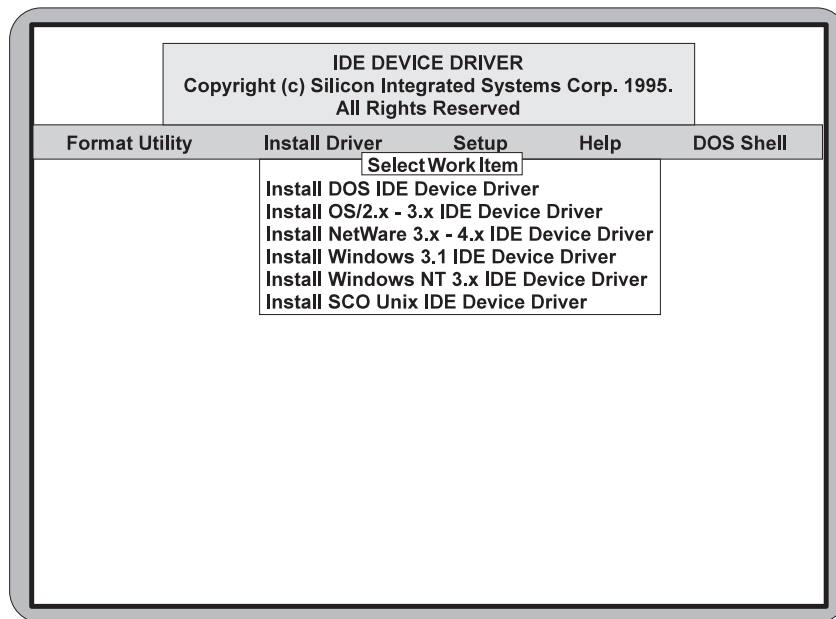 IDE DEVICE DRIVER
Copyright (c) Silicon Integrated Systems Corp. 1995.
All Rights Reserved
Format Utility Install Driver Setup Help DOS Shell
Select Work Item
Install DOS IDE Device Driver
Install OS/2.x - 3.x IDE Device Driver
Install NetWare 3.x - 4.x IDE Device Driver
Install Windows 3.1 IDE Device Driver
Install Windows NT 3.x IDE Device Driver
Install SCO Unix IDE Device Driver